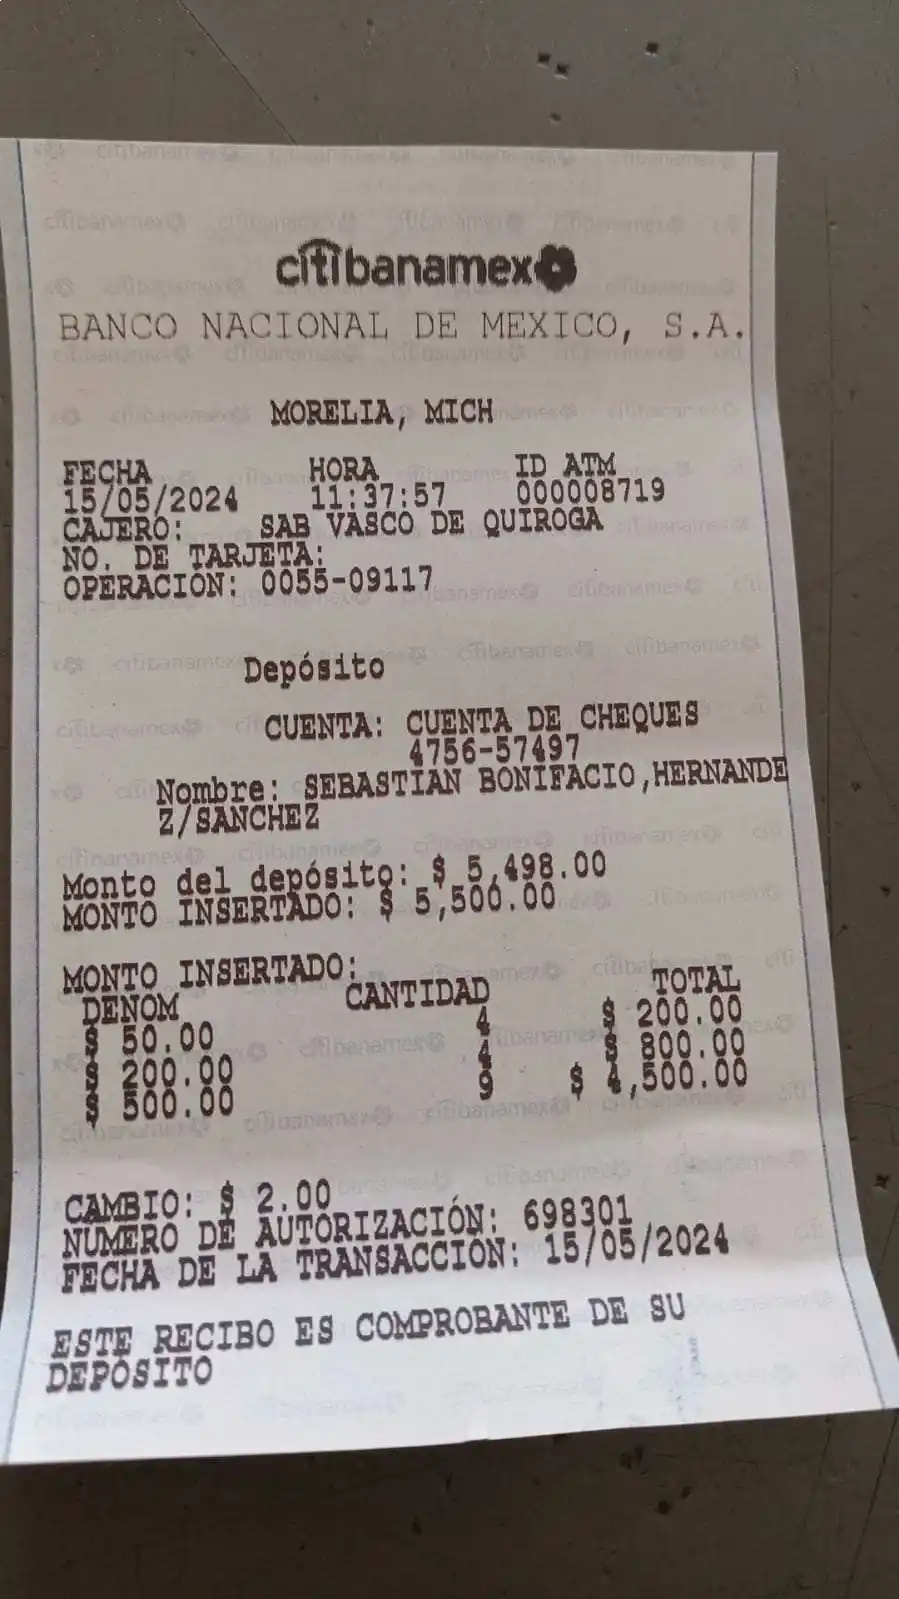 citibanamex
BANCO NACIONAL DE MEXICO, S.A.
MORELIA, MICH
FECHA HORA ID ATM
15/05/2024 11:37:57 000008719
CAJERO: SAB VASCO DE QUIROGA
NO. DE TARJETA:
OPERACION: 0055-09117
Depósito
CUENTA: CUENTA DE CHEQUES
4756-57497
Nombre: SEBASTIAN BONIFACIO,HERNANDE
Z/SANCHEZ
Monto del depósito: $ 5,498.00
MONTO INSERTADO: $ 5,500.00
MONTO INSERTADO:
DENOM CANTIDAD TOTAL
$ 50.00 4 $ 200.00
$ 200.00 4 $ 800.00
$ 500.00 9 $ 4,500.00
CAMBIO: $ 2.00
NUMERO DE AUTORIZACIÓN: 698301
FECHA DE LA TRANSACCIÓN: 15/05/2024
ESTE RECIBO ES COMPROBANTE DE SU
DEPÓSITO